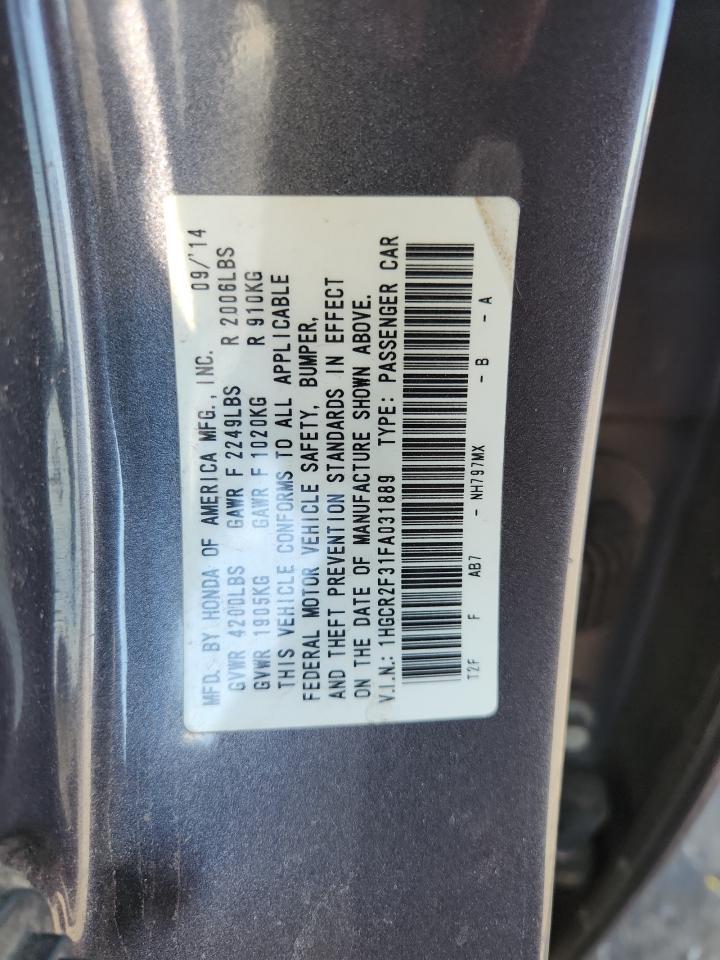 MFD. BY HONDA OF AMERICA MFG., INC. 09/'14
GVWR 4200LBS GAWR F 2249LBS R 2006LBS
GVWR 1905KG GAWR F 1020KG R 910KG
THIS VEHICLE CONFORMS TO ALL APPLICABLE
FEDERAL MOTOR VEHICLE SAFETY, BUMPER,
AND THEFT PREVENTION STANDARDS IN EFFECT
ON THE DATE OF MANUFACTURE SHOWN ABOVE.
V.I.N.: 1HGCR2F31FA031889 TYPE: PASSENGER CAR
T2F F AB7 - NH797MX - B - A